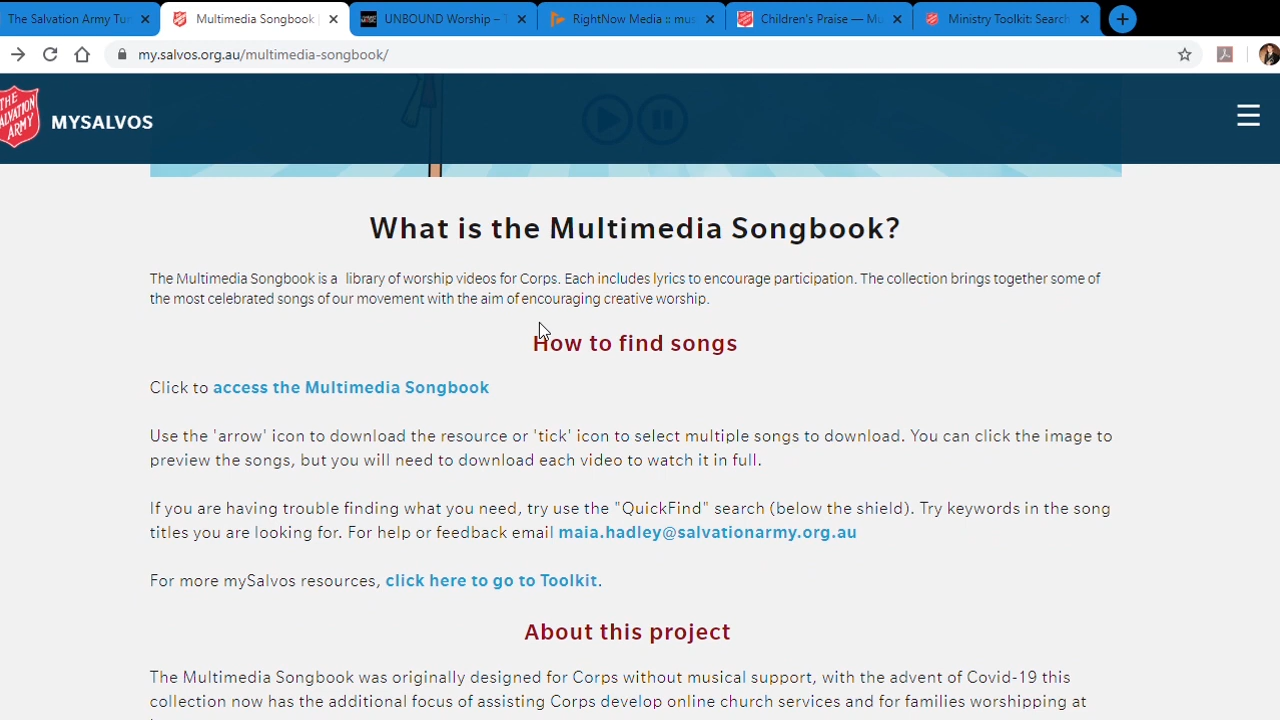 The Salvation Army Tun
Multimedia Songbook |
UNBOUND Worship – T
RightNow Media :: mus
Children's Praise — Mu
Ministry Toolkit: Search
my.salvos.org.au/multimedia-songbook/
THE SALVATION ARMY
MYSALVOS
What is the Multimedia Songbook?
The Multimedia Songbook is a library of worship videos for Corps. Each includes lyrics to encourage participation. The collection brings together some of
the most celebrated songs of our movement with the aim of encouraging creative worship.
How to find songs
Click to access the Multimedia Songbook
Use the 'arrow' icon to download the resource or 'tick' icon to select multiple songs to download. You can click the image to
preview the songs, but you will need to download each video to watch it in full.
If you are having trouble finding what you need, try use the "QuickFind" search (below the shield). Try keywords in the song
titles you are looking for. For help or feedback email maia.hadley@salvationarmy.org.au
For more mySalvos resources, click here to go to Toolkit.
About this project
The Multimedia Songbook was originally designed for Corps without musical support, with the advent of Covid-19 this
collection now has the additional focus of assisting Corps develop online church services and for families worshipping at